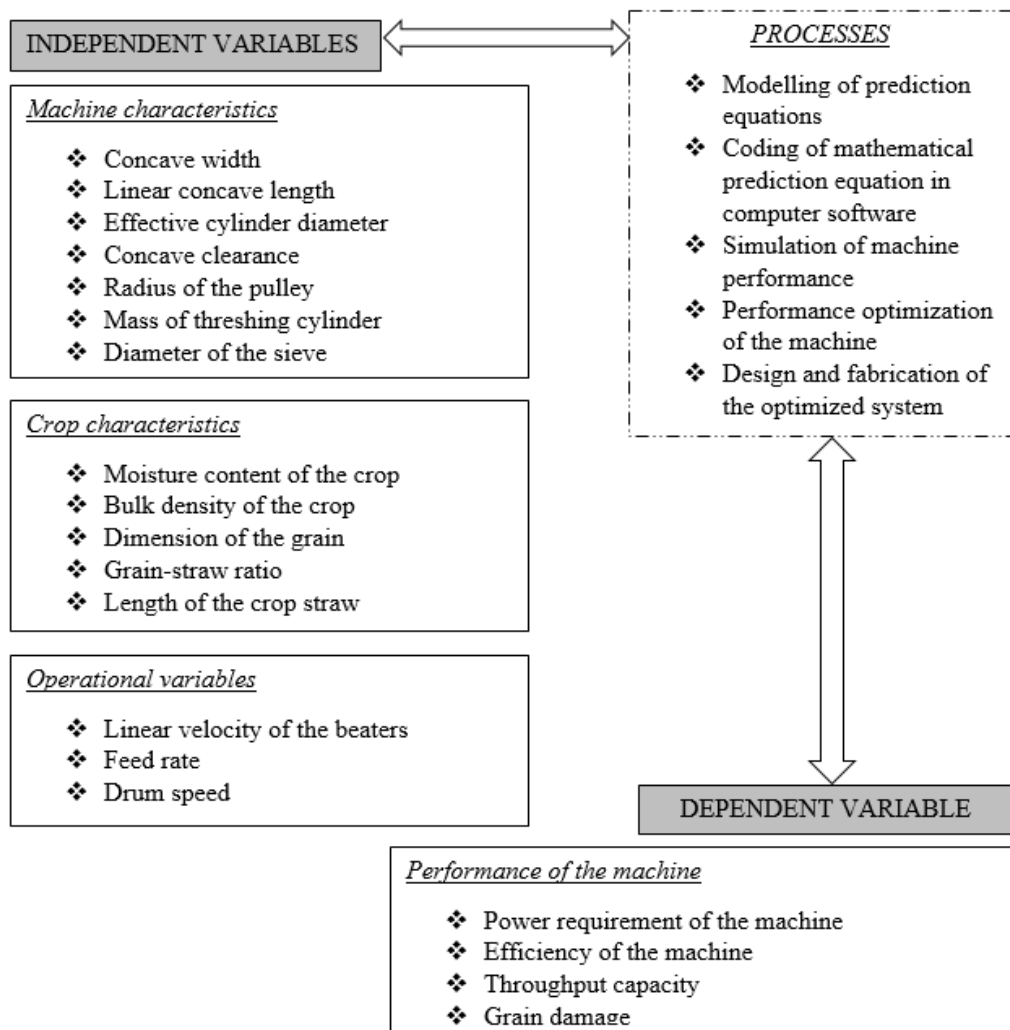 INDEPENDENT VARIABLES
Machine characteristics
❖ Concave width
❖ Linear concave length
❖ Effective cylinder diameter
❖ Concave clearance
❖ Radius of the pulley
❖ Mass of threshing cylinder
❖ Diameter of the sieve
Crop characteristics
❖ Moisture content of the crop
❖ Bulk density of the crop
❖ Dimension of the grain
❖ Grain-straw ratio
❖ Length of the crop straw
Operational variables
❖ Linear velocity of the beaters
❖ Feed rate
❖ Drum speed
PROCESSES
❖ Modelling of prediction
equations
❖ Coding of mathematical
prediction equation in
computer software
❖ Simulation of machine
performance
❖ Performance optimization
of the machine
❖ Design and fabrication of
the optimized system
DEPENDENT VARIABLE
Performance of the machine
❖ Power requirement of the machine
❖ Efficiency of the machine
❖ Throughput capacity
❖ Grain damage